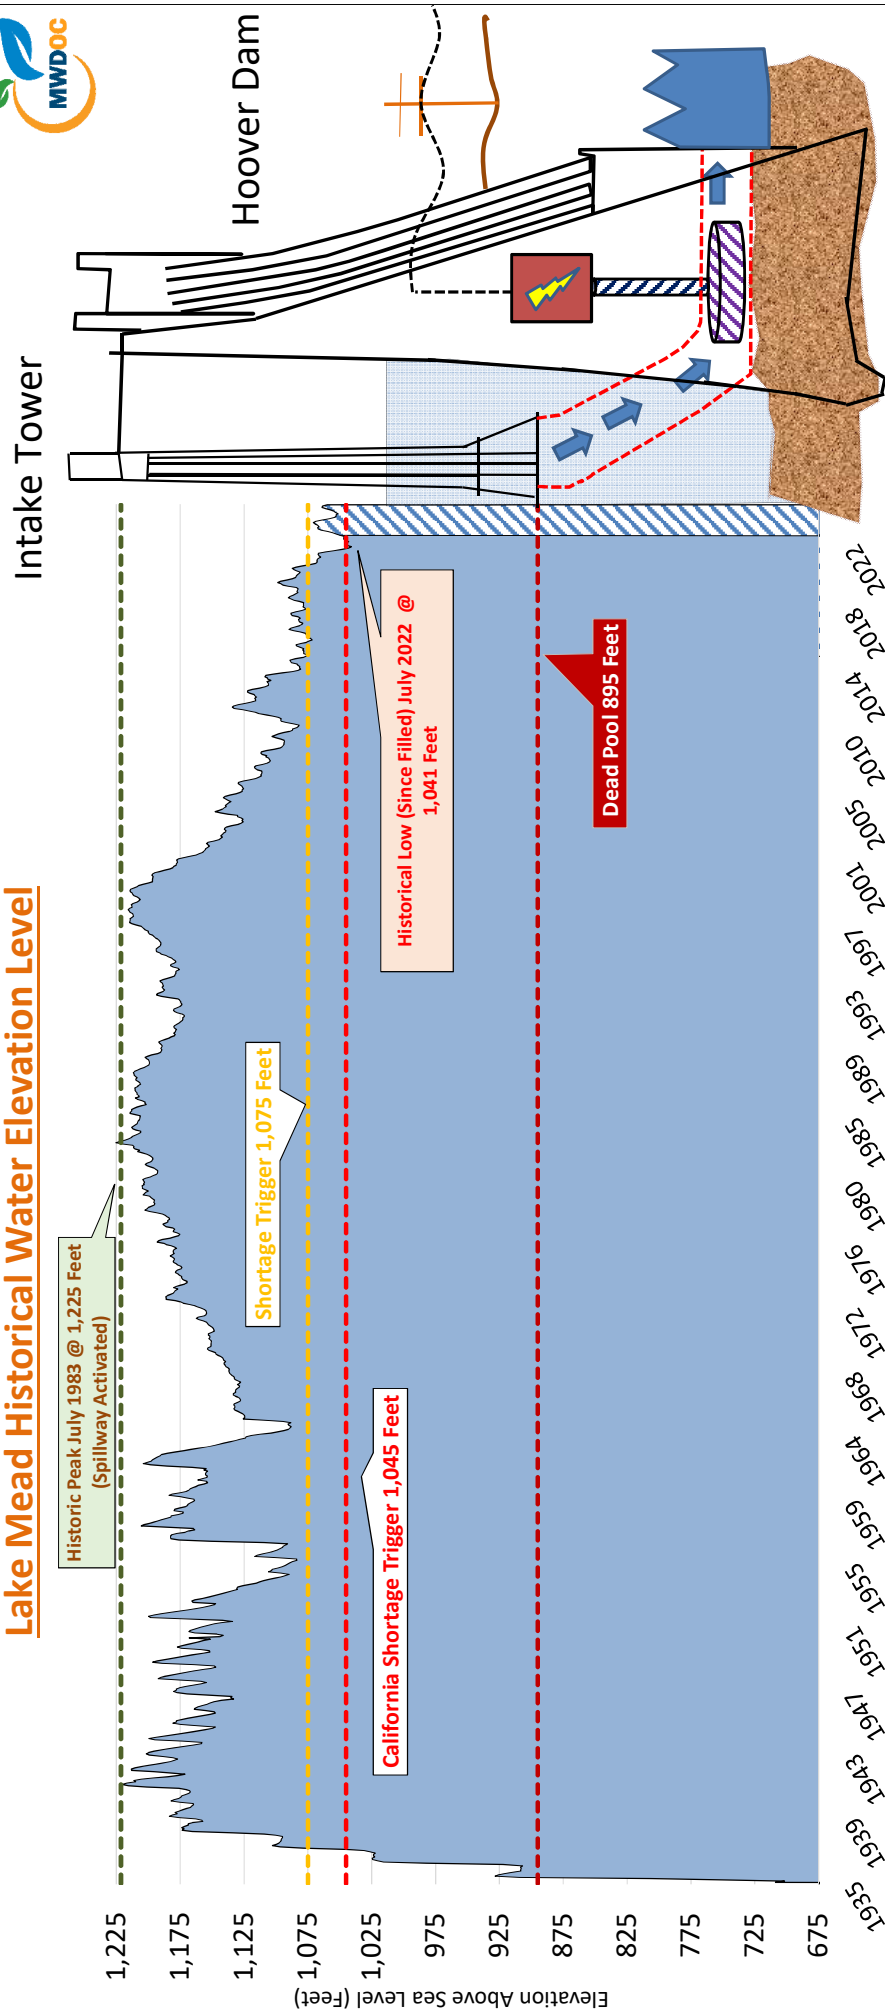 Lake Mead Historical Water Elevation Level
MWDOC
Intake Tower
Hoover Dam
Historic Peak July 1983 @ 1,225 Feet
(Spillway Activated)
Shortage Trigger 1,075 Feet
California Shortage Trigger 1,045 Feet
Historical Low (Since Filled) July 2022 @
1,041 Feet
Dead Pool 895 Feet
Elevation Above Sea Level (Feet)
1,225
1,175
1,125
1,075
1,025
975
925
875
825
775
725
675
1935
1939
1943
1947
1951
1955
1959
1964
1968
1972
1976
1980
1985
1989
1993
1997
2001
2005
2010
2014
2018
2022